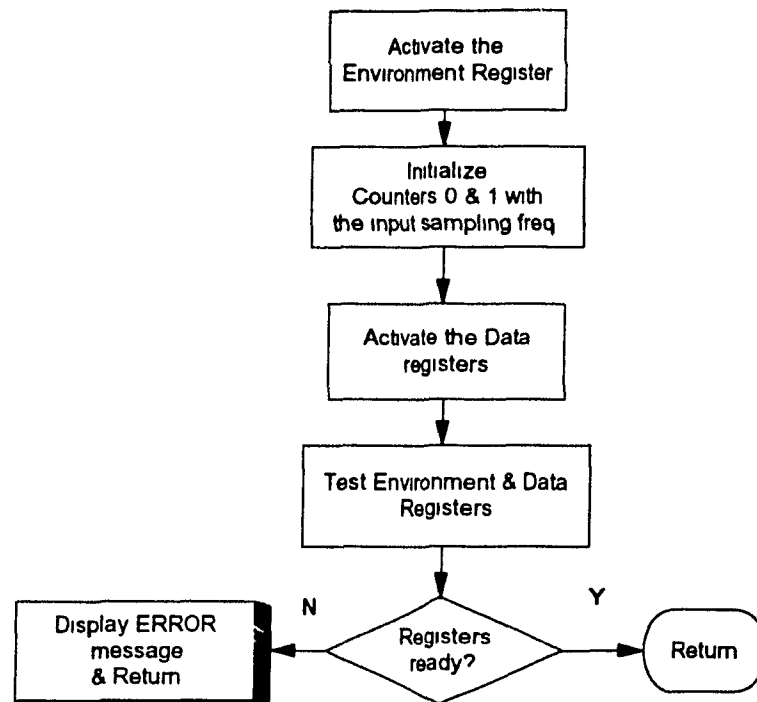 Activate the
Environment Register
Initialize
Counters 0 & 1 with
the input sampling freq
Activate the Data
registers
Test Environment & Data
Registers
N
Y
Display ERROR
message
& Return
Registers
ready?
Return